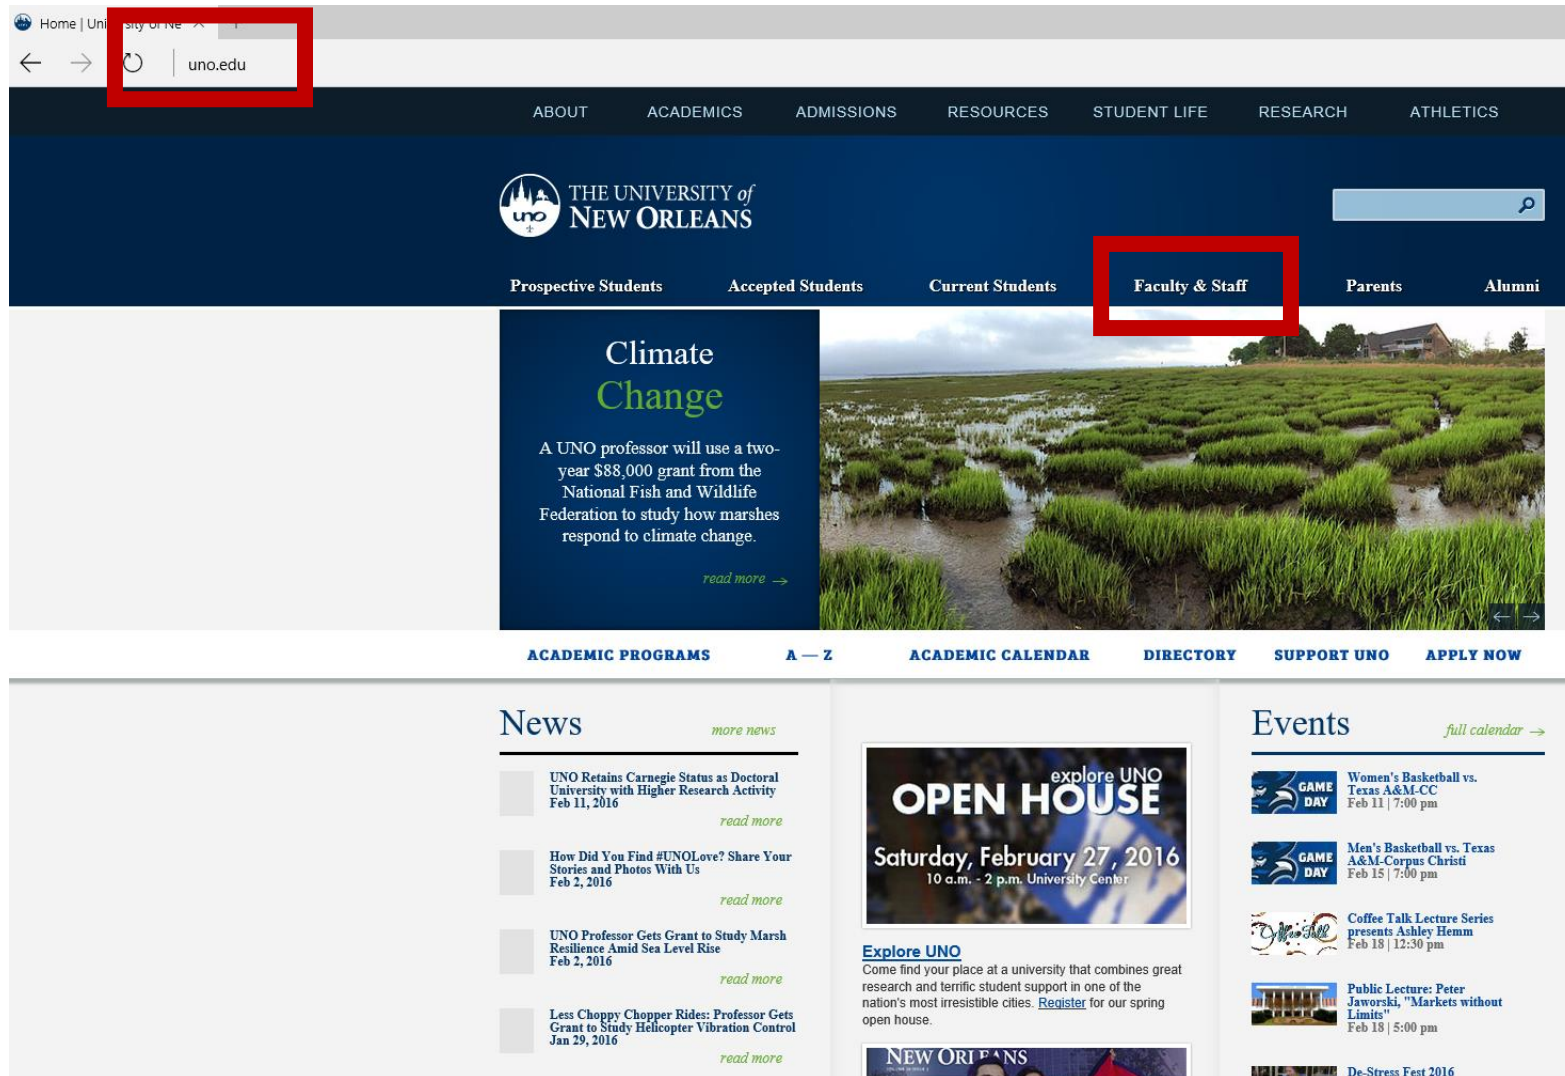 Home | Uni sity of Ne
uno.edu
ABOUT ACADEMICS ADMISSIONS RESOURCES STUDENT LIFE RESEARCH ATHLETICS
uno
THE UNIVERSITY of
NEW ORLEANS
Prospective Students Accepted Students Current Students Faculty & Staff Parents Alumni
Climate
Change
A UNO professor will use a two-
year $88,000 grant from the
National Fish and Wildlife
Federation to study how marshes
respond to climate change.
read more →
← →
ACADEMIC PROGRAMS A — Z ACADEMIC CALENDAR DIRECTORY SUPPORT UNO APPLY NOW
News more news
UNO Retains Carnegie Status as Doctoral
University with Higher Research Activity
Feb 11, 2016
read more
How Did You Find #UNOLove? Share Your
Stories and Photos With Us
Feb 2, 2016
read more
UNO Professor Gets Grant to Study Marsh
Resilience Amid Sea Level Rise
Feb 2, 2016
read more
Less Choppy Chopper Rides: Professor Gets
Grant to Study Helicopter Vibration Control
Jan 29, 2016
read more
explore UNO
OPEN HOUSE
Saturday, February 27, 2016
10 a.m. - 2 p.m. University Center
Explore UNO
Come find your place at a university that combines great
research and terrific student support in one of the
nation's most irresistible cities. Register for our spring
open house.
NEW ORLEANS
Events full calendar →
GAME
DAY
Women's Basketball vs.
Texas A&M-CC
Feb 11 | 7:00 pm
GAME
DAY
Men's Basketball vs. Texas
A&M-Corpus Christi
Feb 15 | 7:00 pm
Coffee Talk
Coffee Talk Lecture Series
presents Ashley Hemm
Feb 18 | 12:30 pm
Public Lecture: Peter
Jaworski, "Markets without
Limits"
Feb 18 | 5:00 pm
De-Stress Fest 2016